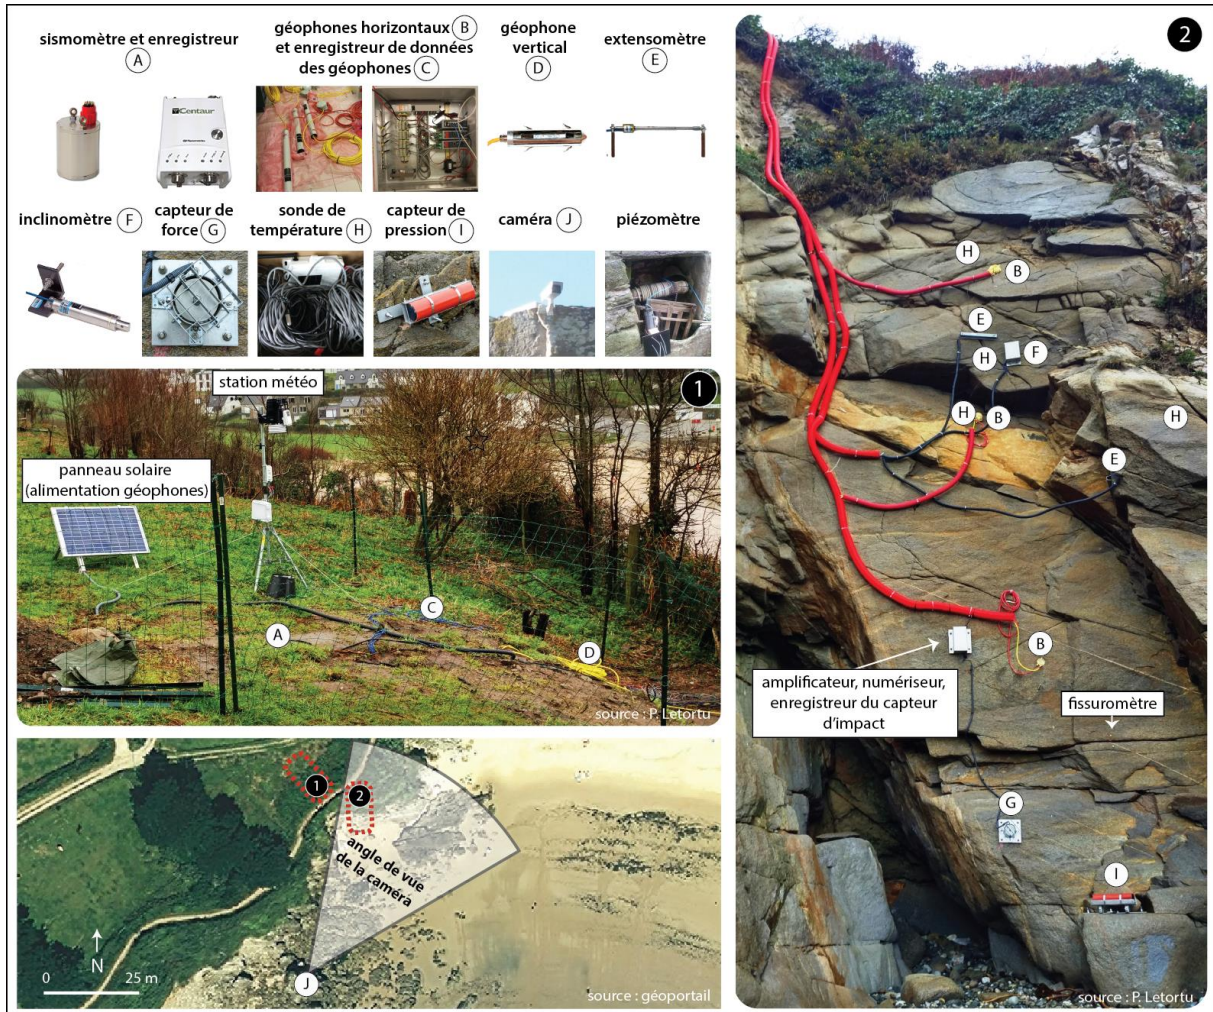 sismomètre et enregistreur
A
géophones horizontaux B
et enregistreur de données
des géophones C
géophone
vertical
D
extensomètre
E
Centaur
inclinomètre F
capteur de
force G
sonde de
température H
capteur de
pression I
caméra J
piézomètre
1
station météo
panneau solaire
(alimentation géophones)
C
A
D
source : P. Letortu
1
2
angle de vue
de la caméra
0 25 m
N
J
source : géoportail
2
H
B
E
H
F
H
B
H
E
B
amplificateur, numériseur,
enregistreur du capteur
d'impact
fissuromètre
G
I
source : P. Letortu